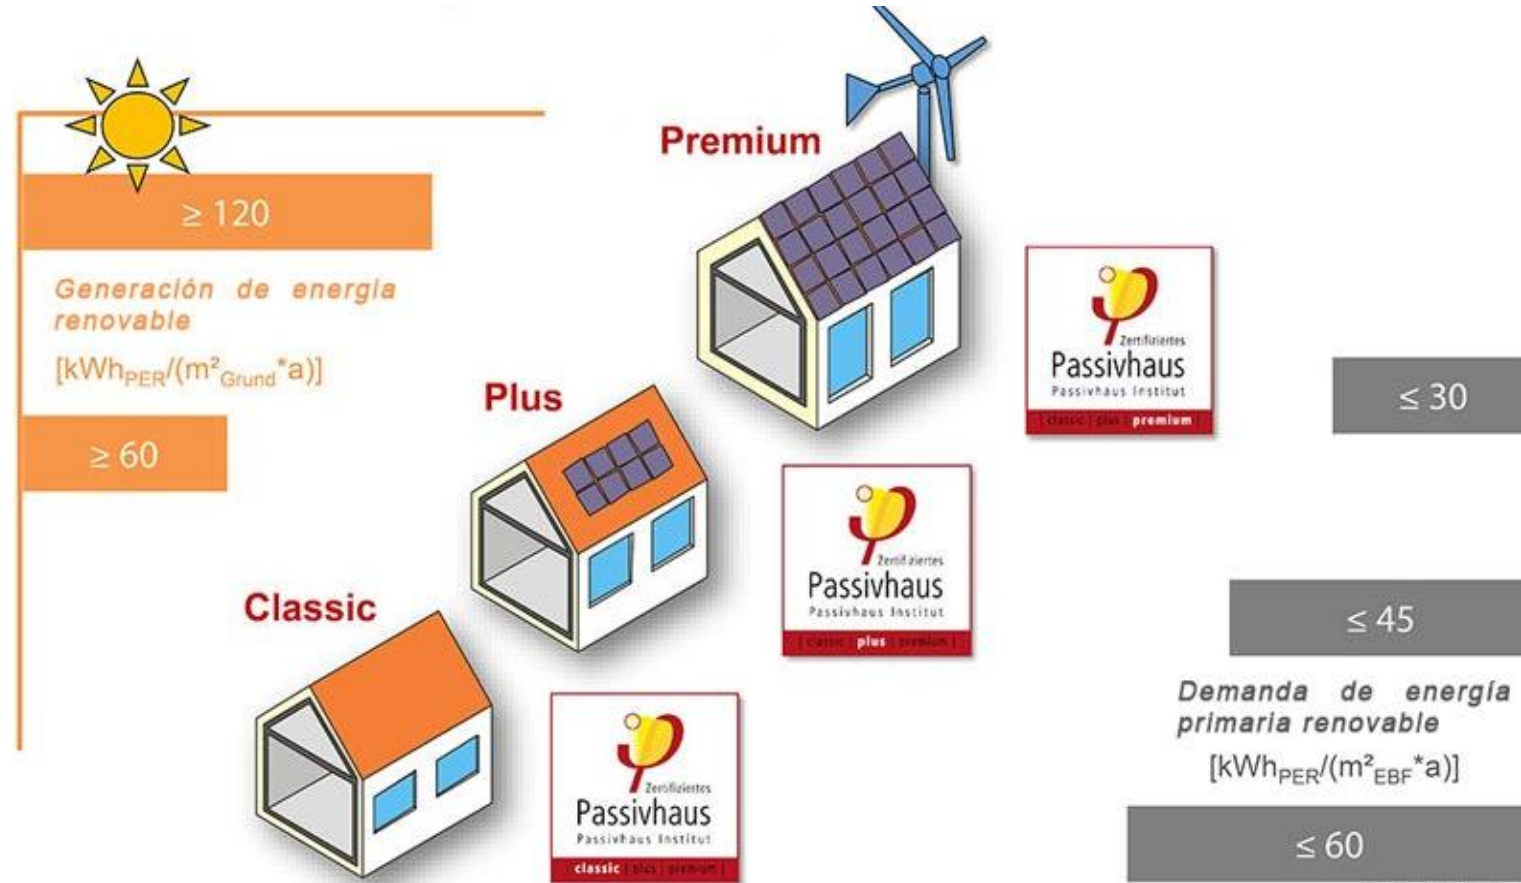 Premium
≥ 120
Generación de energía
renovable
[kWhPER/(m²Grund*a)]
≥ 60
Zertifiziertes
Passivhaus
Passivhaus Institut
[ classic | plus | premium ]
≤ 30
Plus
Zertifiziertes
Passivhaus
Passivhaus Institut
[ classic | plus | premium ]
≤ 45
Demanda de energía
primaria renovable
[kWhPER/(m²EBF*a)]
≤ 60
Classic
Zertifiziertes
Passivhaus
Passivhaus Institut
[ classic | plus | premium ]